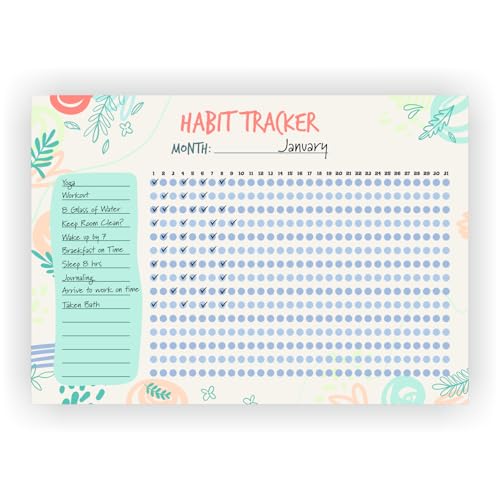 HABIT TRACKER
MONTH: January
1 2 3 4 5 6 7 8 9 10 11 12 13 14 15 16 17 18 19 20 21 22 23 24 25 26 27 28 29 30 31
Yoga
Workout
8 Glass of Water
Keep Room Clean?
Wake up by 7
Breakfast on Time
Sleep 8 hrs
Journaling
Arrive to work on time
Taken Bath